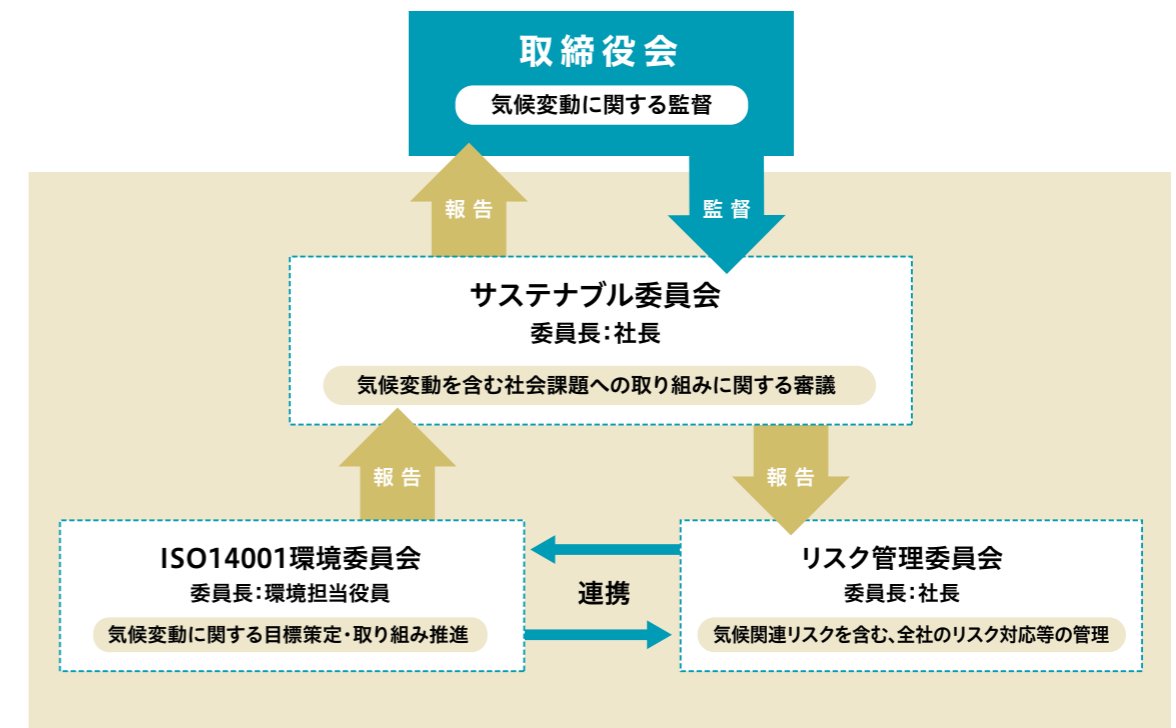 取締役会
気候変動に関する監督
報告
監督
サステナブル委員会
委員長：社長
気候変動を含む社会課題への取り組みに関する審議
報告
報告
ISO14001環境委員会
委員長：環境担当役員
気候変動に関する目標策定・取り組み推進
連携
リスク管理委員会
委員長：社長
気候関連リスクを含む、全社のリスク対応等の管理